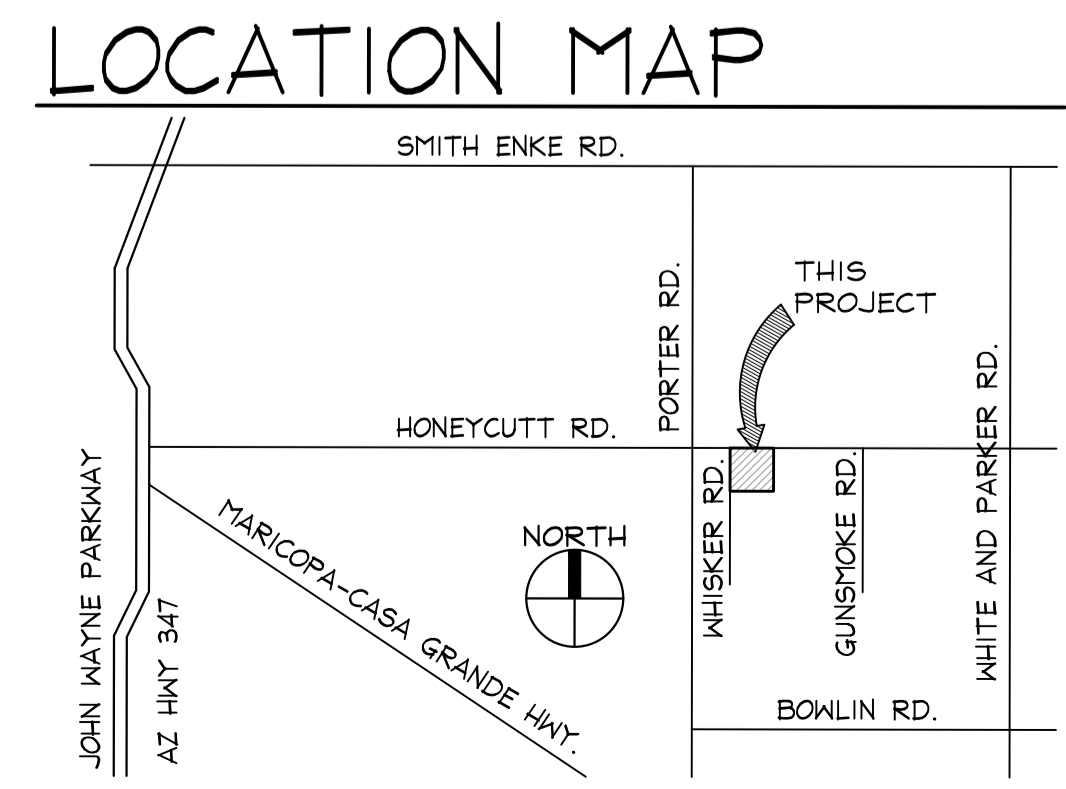 LOCATION MAP
SMITH ENKE RD.
THIS
PROJECT
PORTER RD.
WHITE AND PARKER RD.
HONEYCUTT RD.
JOHN WAYNE PARKWAY
AZ HWY 347
MARICOPA-CASA GRANDE HWY.
NORTH
WHISKER RD.
GUNSMOKE RD.
BOWLIN RD.